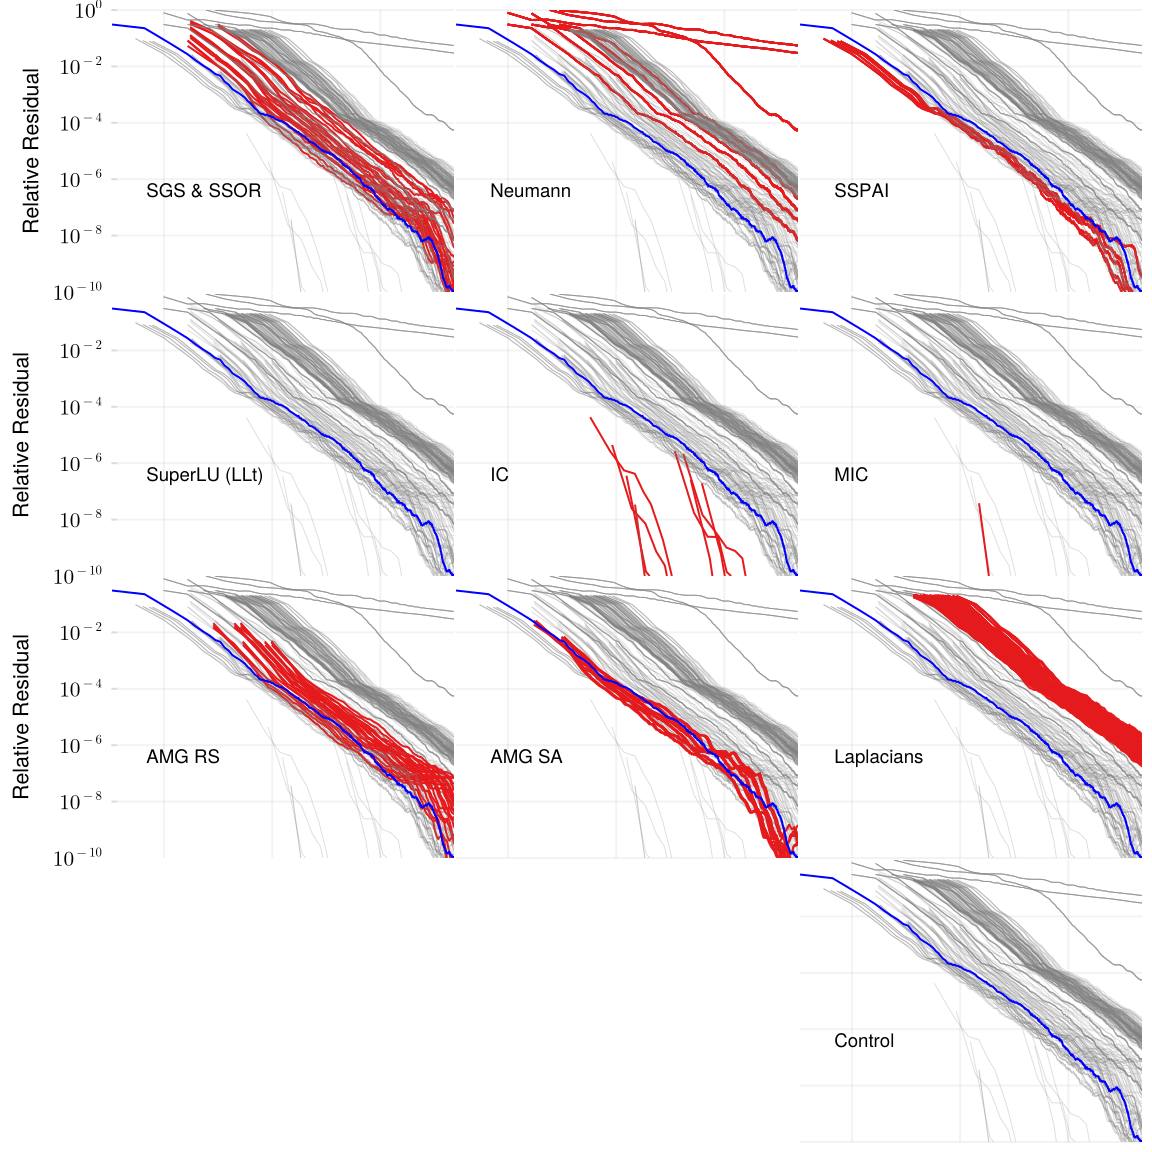 10⁰
10⁻²
10⁻⁴
10⁻⁶
10⁻⁸
10⁻¹⁰
Relative Residual
SGS & SSOR
Neumann
SSPAI
10⁻²
10⁻⁴
10⁻⁶
10⁻⁸
10⁻¹⁰
Relative Residual
SuperLU (LLt)
IC
MIC
10⁻²
10⁻⁴
10⁻⁶
10⁻⁸
10⁻¹⁰
Relative Residual
AMG RS
AMG SA
Laplacians
Control